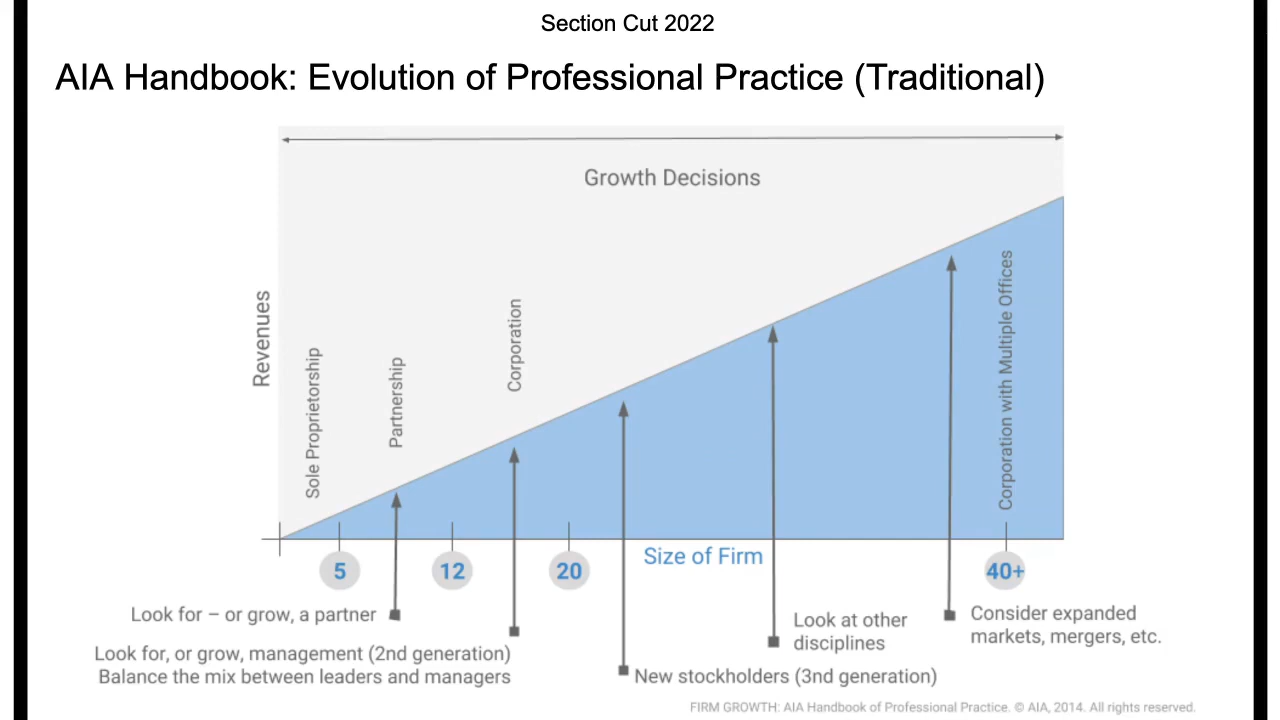 Section Cut 2022
AIA Handbook: Evolution of Professional Practice (Traditional)
Growth Decisions
Revenues
Sole Proprietorship
Partnership
Corporation
Corporation with Multiple Offices
Size of Firm
5
12
20
40+
Look for – or grow, a partner
Look for, or grow, management (2nd generation)
Balance the mix between leaders and managers
New stockholders (3nd generation)
Look at other
disciplines
Consider expanded
markets, mergers, etc.
FIRM GROWTH: AIA Handbook of Professional Practice. © AIA, 2014. All rights reserved.